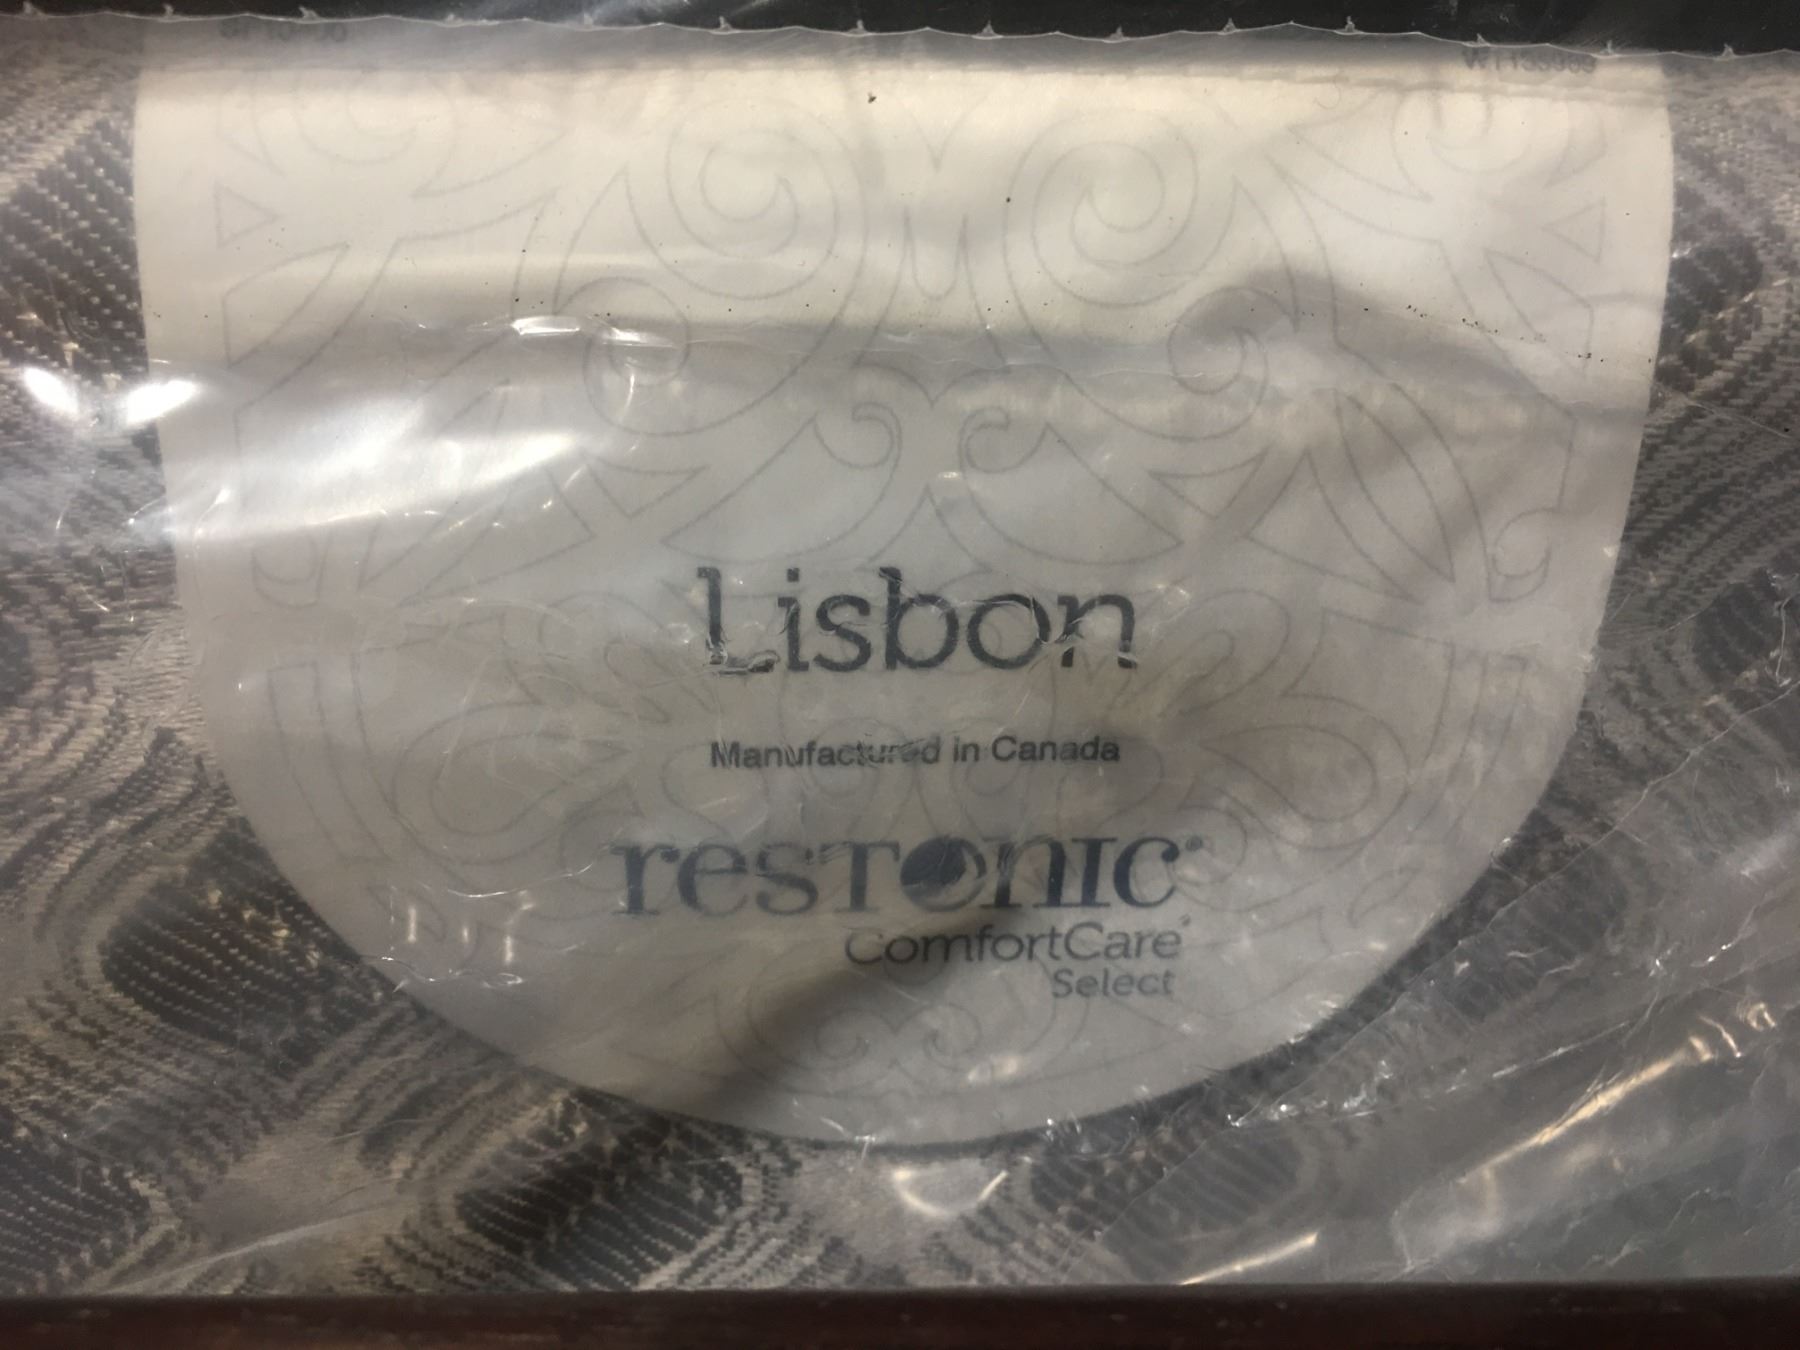 Lisbon
Manufactured in Canada
resTonic®
ComfortCare®
Select